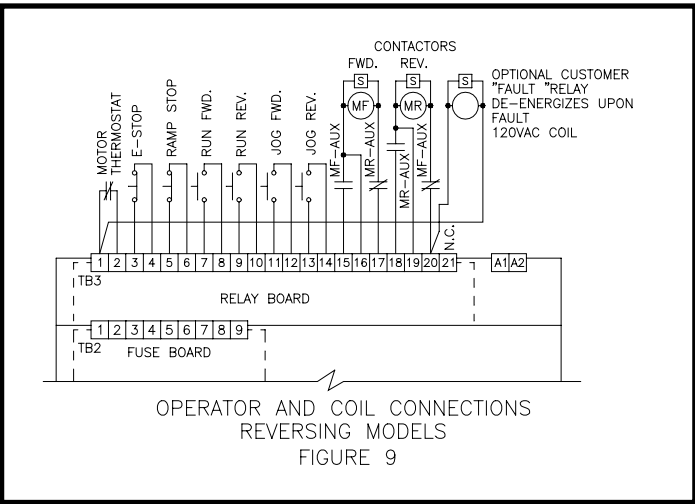 CONTACTORS
FWD. REV.
S S S
MF MR
OPTIONAL CUSTOMER
"FAULT "RELAY
DE-ENERGIZES UPON
FAULT
120VAC COIL
MOTOR
THERMOSTAT
E-STOP
RAMP STOP
RUN FWD.
RUN REV.
JOG FWD.
JOG REV.
MF-AUX
MR-AUX
MR-AUX
MF-AUX
N.C.
1 2 3 4 5 6 7 8 9 10 11 12 13 14 15 16 17 18 19 20 21 A1 A2
TB3
RELAY BOARD
1 2 3 4 5 6 7 8 9
TB2
FUSE BOARD
OPERATOR AND COIL CONNECTIONS
REVERSING MODELS
FIGURE 9